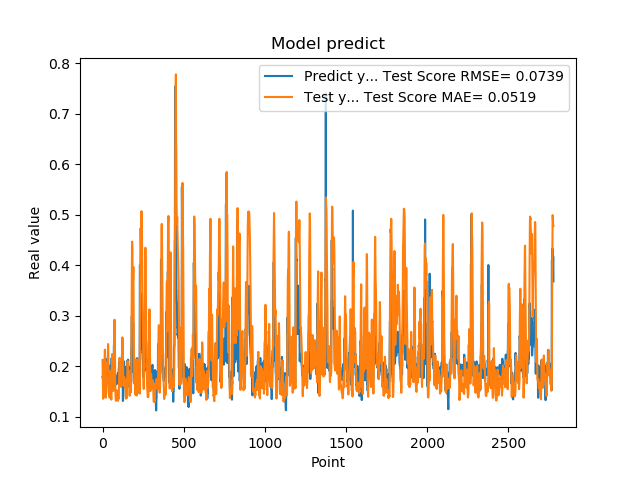 Model predict
Predict y... Test Score RMSE= 0.0739
Test y... Test Score MAE= 0.0519
0.8
0.7
0.6
0.5
0.4
0.3
0.2
0.1
Real value
0 500 1000 1500 2000 2500
Point